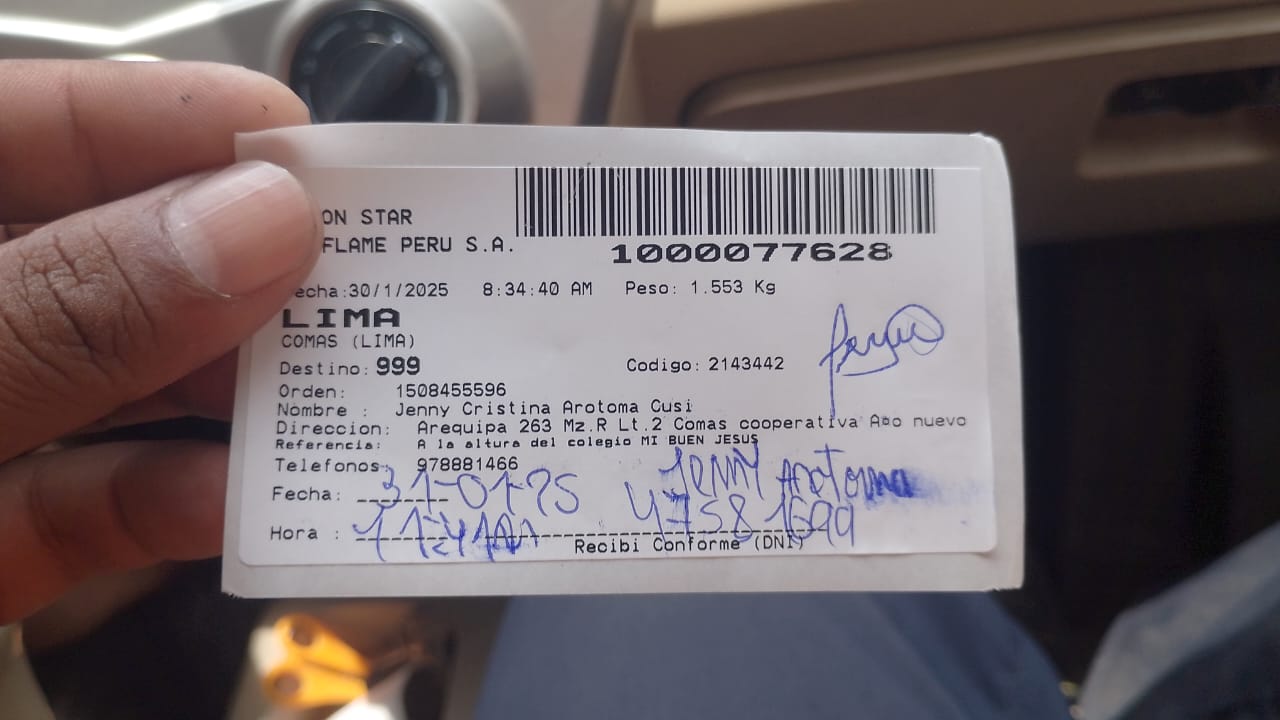 ON STAR
FLAME PERU S.A.
1000077628
echa:30/1/2025 8:34:40 AM Peso: 1.553 Kg
LIMA
COMAS (LIMA)
Destino: 999 Codigo: 2143442
Orden: 1508455596
Nombre : Jenny Cristina Arotoma Cusi
Direccion: Arequipa 263 Mz.R Lt.2 Comas cooperativa Año nuevo
Referencia: A la altura del colegio MI BUEN JESUS
Telefonos: 978881466
Jenny Arotoma
Fecha: 31-01-25
47581699
Hora :
Recibi Conforme (DNI)